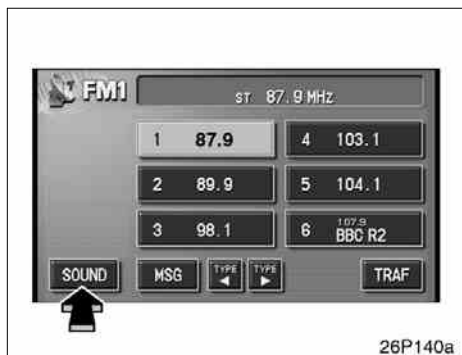 FM1
ST 87.9 MHz
1 87.9
4 103.1
2 89.9
5 104.1
3 98.1
6 107.9 BBC R2
SOUND
MSG
TYPE ◀
TYPE ▶
TRAF
26P140a